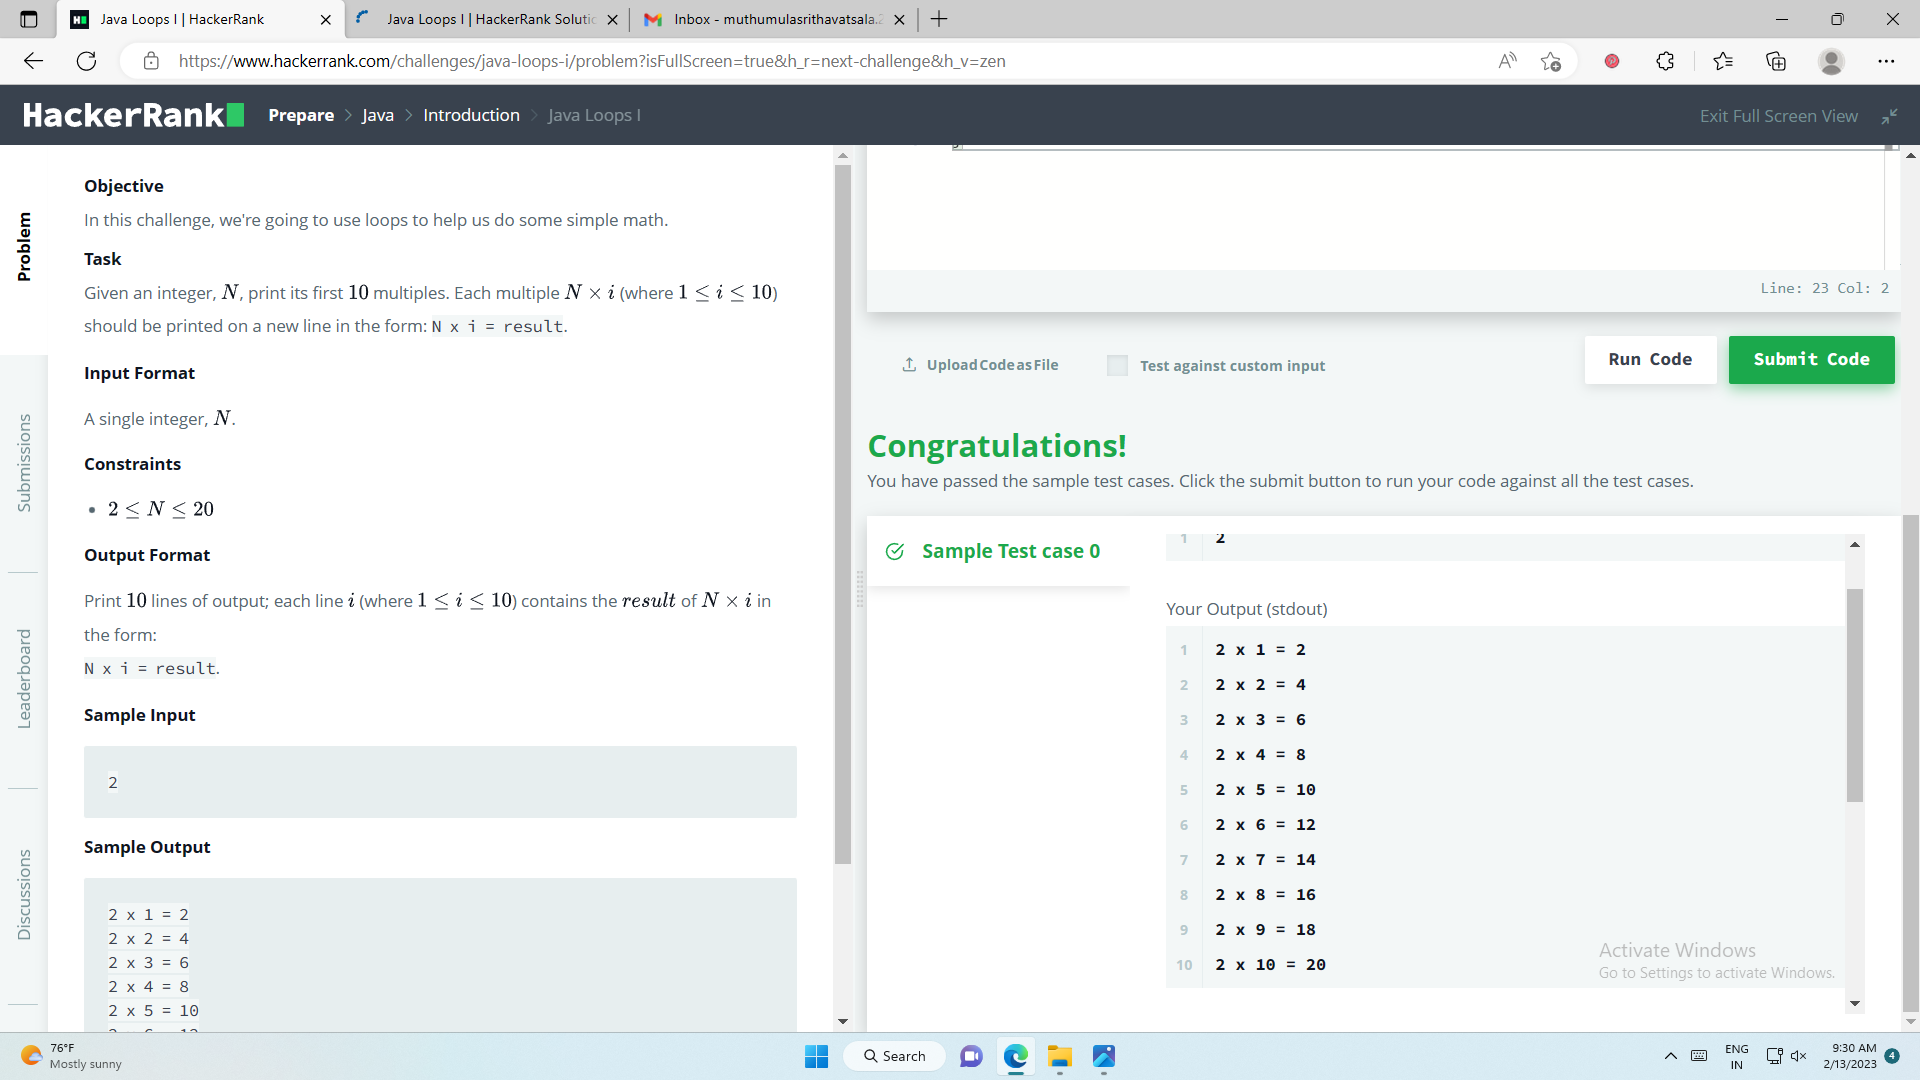 Java Loops I | HackerRank
Java Loops I | HackerRank Solutio
Inbox - muthumulasrithavatsala.2
https://www.hackerrank.com/challenges/java-loops-i/problem?isFullScreen=true&h_r=next-challenge&h_v=zen
HackerRank
Prepare > Java > Introduction > Java Loops I
Exit Full Screen View
Problem
Submissions
Leaderboard
Discussions
Objective
In this challenge, we're going to use loops to help us do some simple math.
Task
Given an integer, N, print its first 10 multiples. Each multiple N × i (where 1 ≤ i ≤ 10)
should be printed on a new line in the form: N x i = result.
Input Format
A single integer, N.
Constraints
• 2 ≤ N ≤ 20
Output Format
Print 10 lines of output; each line i (where 1 ≤ i ≤ 10) contains the result of N × i in
the form:
N x i = result.
Sample Input
2
Sample Output
2 x 1 = 2
2 x 2 = 4
2 x 3 = 6
2 x 4 = 8
2 x 5 = 10
Line: 23 Col: 2
Upload Code as File
Test against custom input
Run Code
Submit Code
Congratulations!
You have passed the sample test cases. Click the submit button to run your code against all the test cases.
Sample Test case 0
1 2
Your Output (stdout)
1 2 x 1 = 2
2 2 x 2 = 4
3 2 x 3 = 6
4 2 x 4 = 8
5 2 x 5 = 10
6 2 x 6 = 12
7 2 x 7 = 14
8 2 x 8 = 16
9 2 x 9 = 18
10 2 x 10 = 20
Activate Windows
Go to Settings to activate Windows.
76°F
Mostly sunny
Search
ENG
IN
9:30 AM
2/13/2023
4